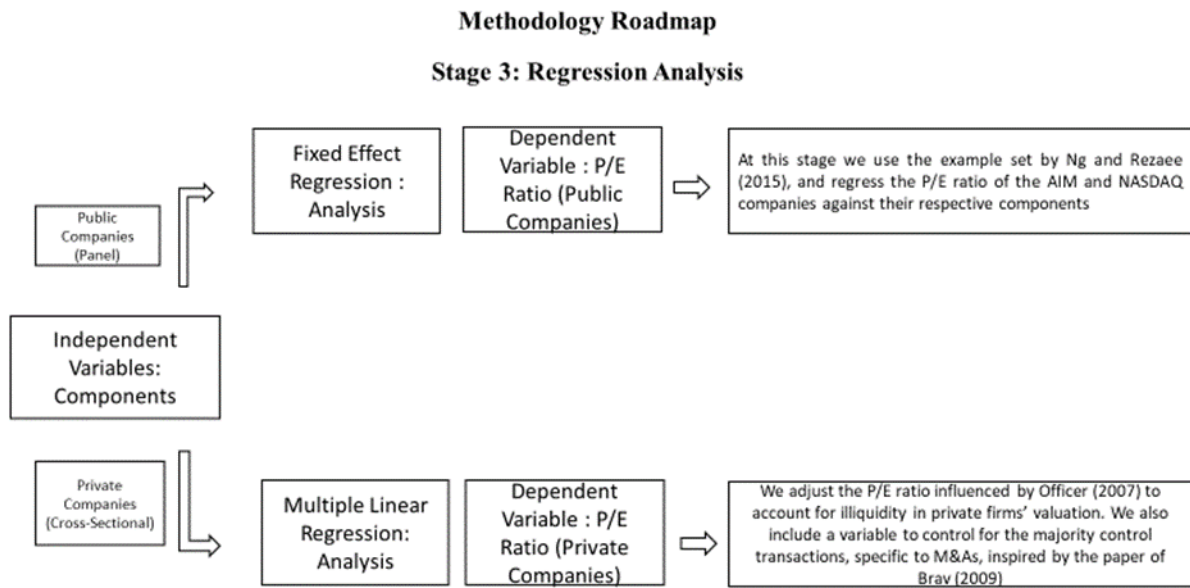 Methodology Roadmap
Stage 3: Regression Analysis
Public
Companies
(Panel)
Fixed Effect
Regression :
Analysis
Dependent
Variable : P/E
Ratio (Public
Companies)
At this stage we use the example set by Ng and Rezaee
(2015), and regress the P/E ratio of the AIM and NASDAQ
companies against their respective components
Independent
Variables:
Components
Private
Companies
(Cross-Sectional)
Multiple Linear
Regression:
Analysis
Dependent
Variable : P/E
Ratio (Private
Companies)
We adjust the P/E ratio influenced by Officer (2007) to
account for illiquidity in private firms’ valuation. We also
include a variable to control for the majority control
transactions, specific to M&As, inspired by the paper of
Brav (2009)